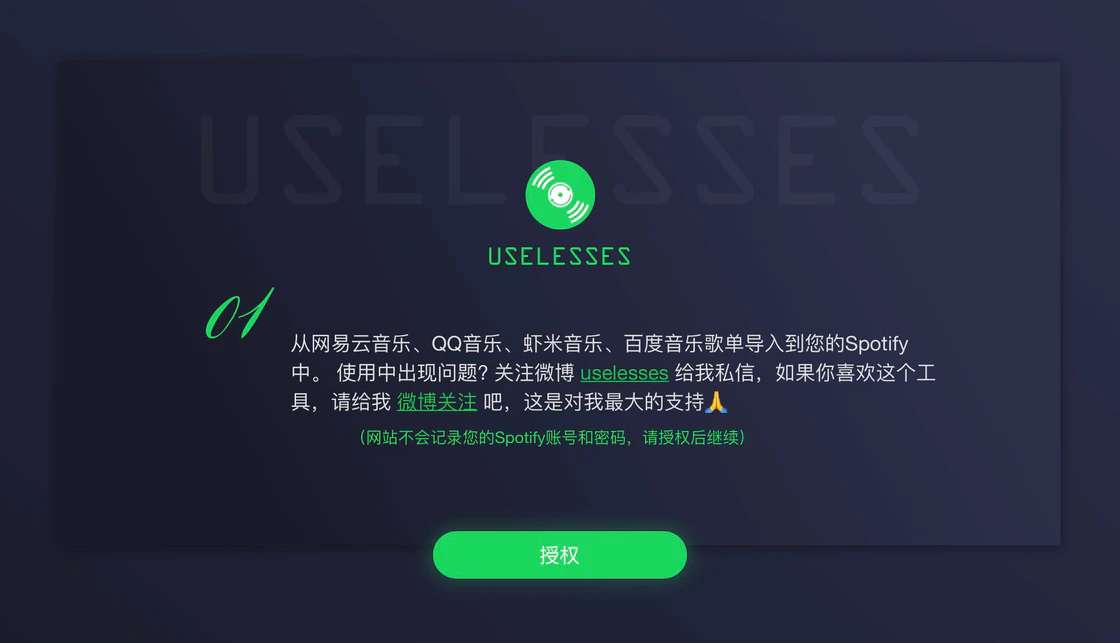 USELESSES
USELESSES
01
从网易云音乐、QQ音乐、虾米音乐、百度音乐歌单导入到您的Spotify
中。 使用中出现问题? 关注微博 uselesses 给我私信，如果你喜欢这个工
具，请给我 微博关注 吧，这是对我最大的支持🙏
（网站不会记录您的Spotify账号和密码，请授权后继续）
授权